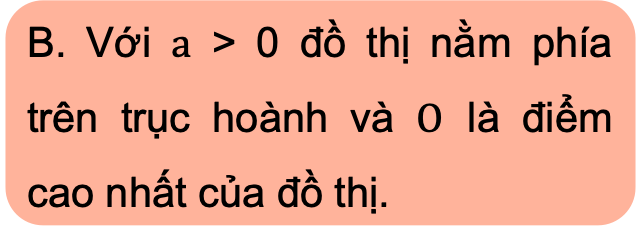 B. Với a > 0 đồ thị nằm phía
trên trục hoành và O là điểm
cao nhất của đồ thị.